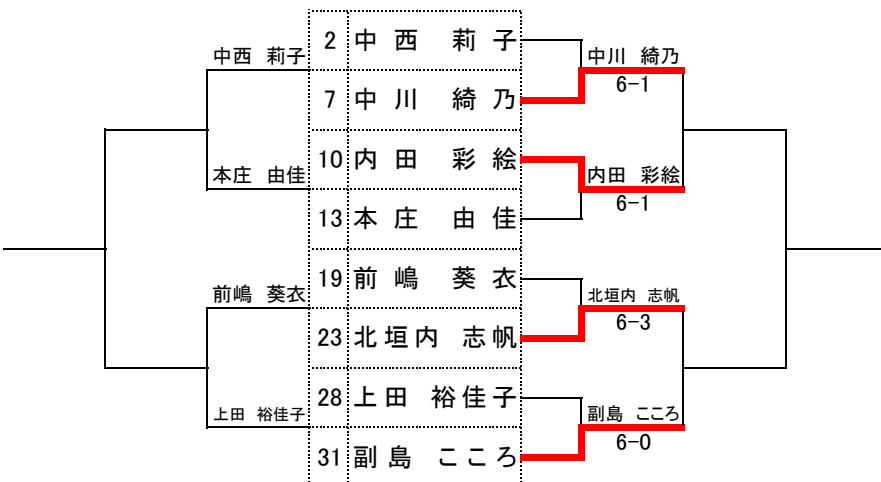 2 中西 莉子
7 中川 綺乃
10 内田 彩絵
13 本庄 由佳
19 前嶋 葵衣
23 北垣内 志帆
28 上田 裕佳子
31 副島 こころ
中西 莉子
本庄 由佳
前嶋 葵衣
上田 裕佳子
中川 綺乃
6-1
内田 彩絵
6-1
北垣内 志帆
6-3
副島 こころ
6-0